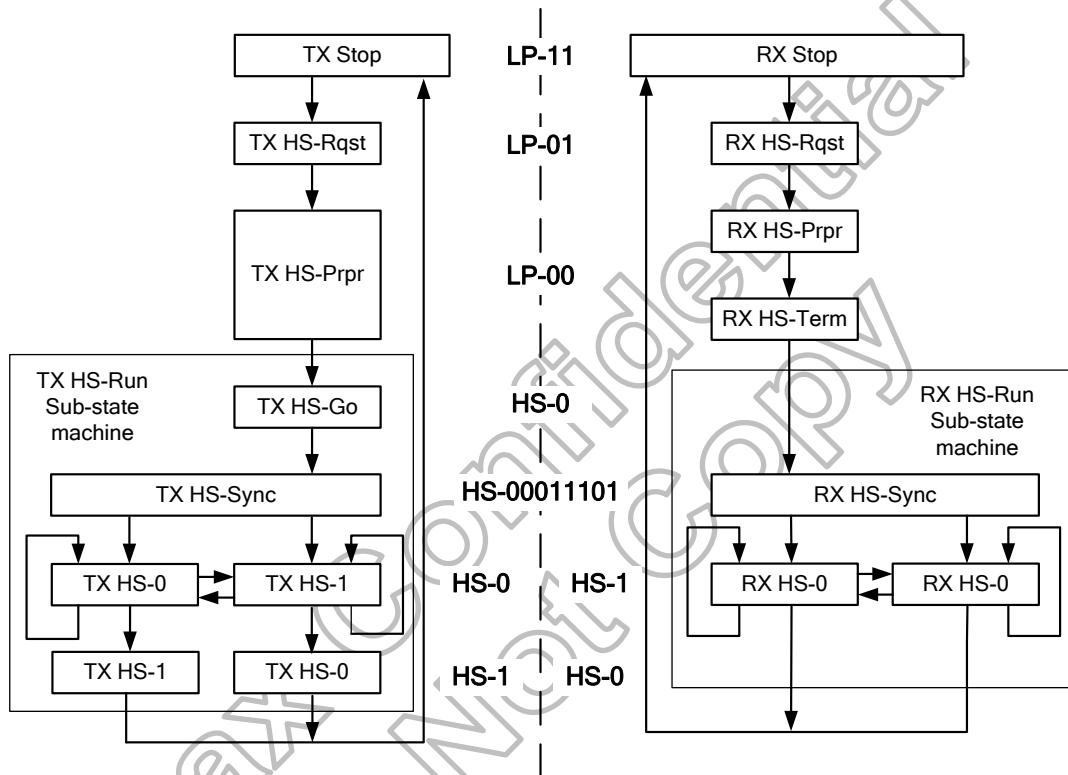 TX Stop
LP-11
RX Stop
TX HS-Rqst
LP-01
RX HS-Rqst
TX HS-Prpr
LP-00
RX HS-Prpr
RX HS-Term
TX HS-Run
Sub-state
machine
TX HS-Go
HS-0
RX HS-Run
Sub-state
machine
TX HS-Sync
HS-00011101
RX HS-Sync
TX HS-0
TX HS-1
HS-0
HS-1
RX HS-0
RX HS-0
TX HS-1
TX HS-0
HS-1
HS-0
ax Confidential
Not Copy